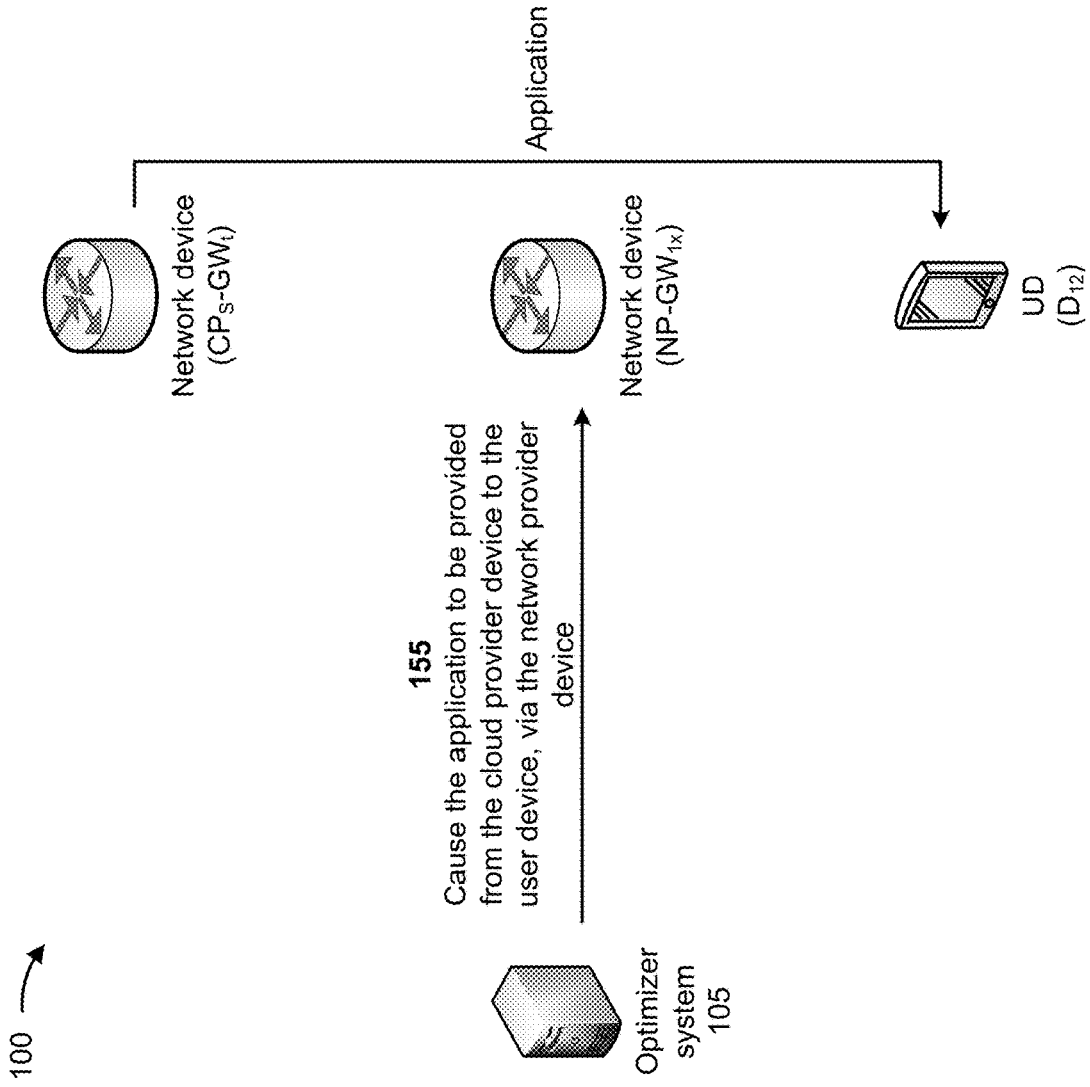 100
155
Cause the application to be provided
from the cloud provider device to the
user device, via the network provider
device
Optimizer
system
105
Network device
(CPS-GWt)
Network device
(NP-GW1x)
UD
(D12)
Application